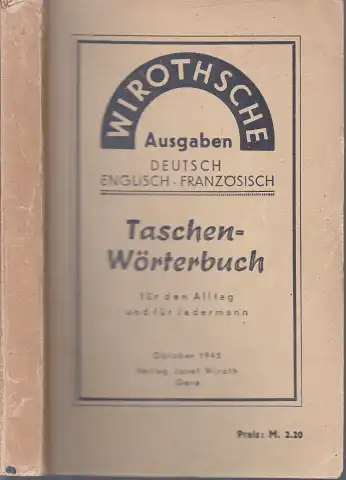 WIROTHSCHE
Ausgaben
DEUTSCH
ENGLISCH · FRANZÖSISCH
Taschen-
Wörterbuch
für den Alltag
und für Jedermann
Oktober 1945
Verlag Josef Wiroth
Gera
Preis: M. 2.20